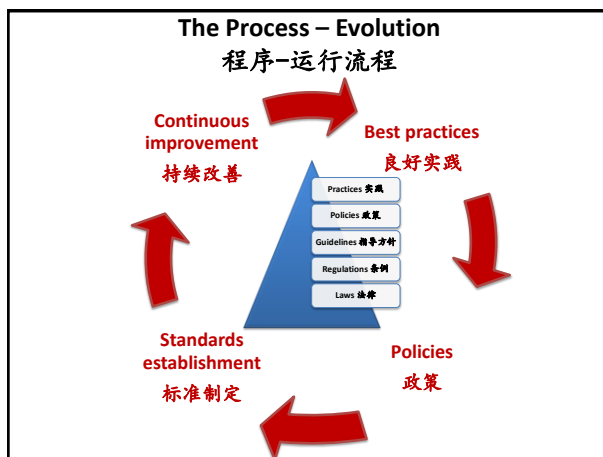 The Process – Evolution
程序-运行流程
Continuous
improvement
持续改善
Best practices
良好实践
Practices 实践
Policies 政策
Guidelines 指导方针
Regulations 条例
Laws 法律
Standards
establishment
标准制定
Policies
政策